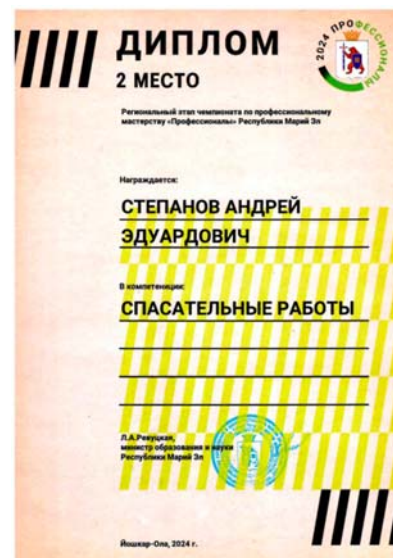 ДИПЛОМ
2024 ПРОФЕССИОНАЛЫ
2 МЕСТО
Региональный этап чемпионата по профессиональному
мастерству «Профессионалы» Республики Марий Эл
Награждается:
СТЕПАНОВ АНДРЕЙ
ЭДУАРДОВИЧ
В компетенции:
СПАСАТЕЛЬНЫЕ РАБОТЫ
Л.А.Ревуцкая,
министр образования и науки
Республики Марий Эл
Йошкар-Ола, 2024 г.